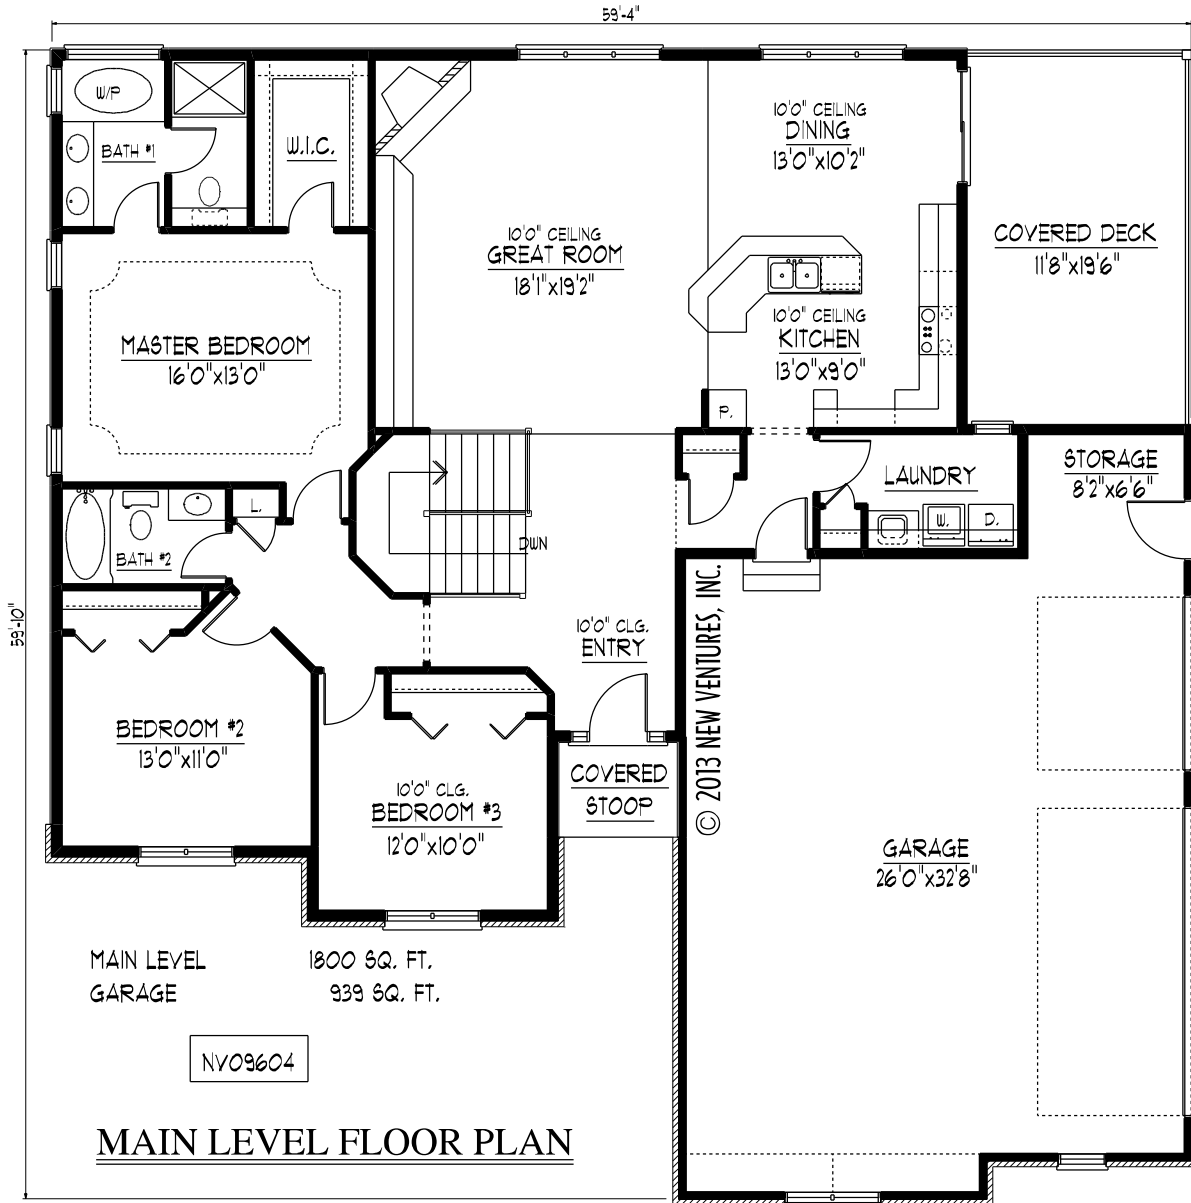 59'-4"
W/P
BATH #1
W.I.C.
10'0" CEILING
DINING
13'0"x10'2"
10'0" CEILING
GREAT ROOM
18'1"x19'2"
COVERED DECK
11'8"x19'6"
10'0" CEILING
KITCHEN
13'0"x9'0"
MASTER BEDROOM
16'0"x13'0"
P.
LAUNDRY
STORAGE
8'2"x6'6"
L.
W.
D.
BATH #2
DWN
59'-10"
10'0" CLG.
ENTRY
© 2013 NEW VENTURES, INC.
BEDROOM #2
13'0"x11'0"
COVERED
STOOP
10'0" CLG.
BEDROOM #3
12'0"x10'0"
GARAGE
26'0"x32'8"
MAIN LEVEL 1800 SQ. FT.
GARAGE 939 SQ. FT.
NV09604
MAIN LEVEL FLOOR PLAN